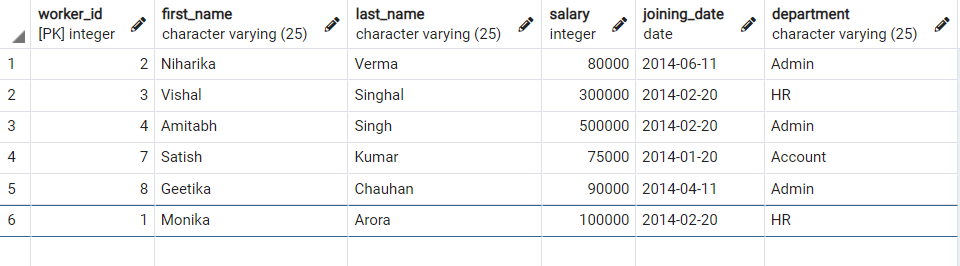 worker_id first_name last_name salary joining_date department
[PK] integer character varying (25) character varying (25) integer date character varying (25)
1 2 Niharika Verma 80000 2014-06-11 Admin
2 3 Vishal Singhal 300000 2014-02-20 HR
3 4 Amitabh Singh 500000 2014-02-20 Admin
4 7 Satish Kumar 75000 2014-01-20 Account
5 8 Geetika Chauhan 90000 2014-04-11 Admin
6 1 Monika Arora 100000 2014-02-20 HR